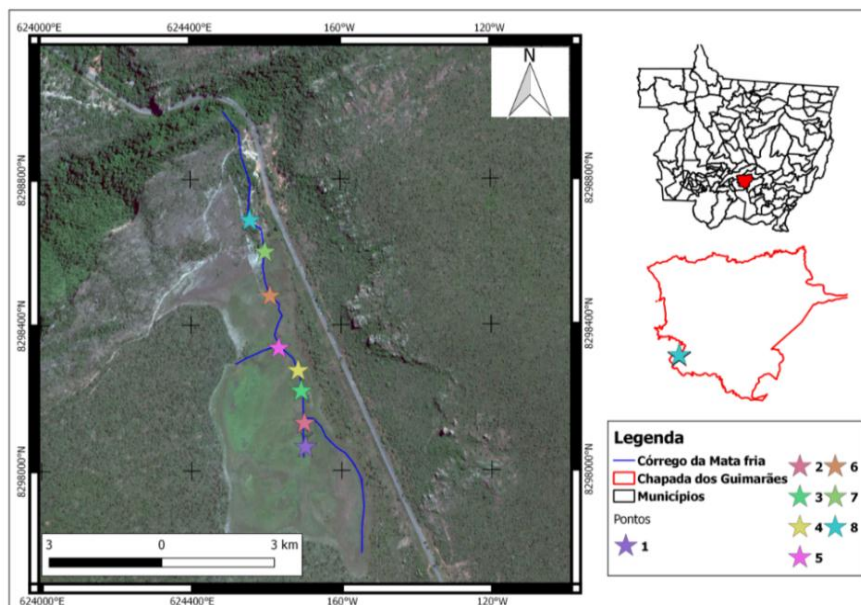 624000°E 624400°E 160°W 120°W
N
8298800°N 8298800°N
8298400°N 8298400°N
8298000°N 8298000°N
3 0 3 km
624000°E 624400°E 160°W 120°W
Legenda
Córrego da Mata fria
Chapada dos Guimarães
Municípios
Pontos
1
2 6
3 7
4 8
5